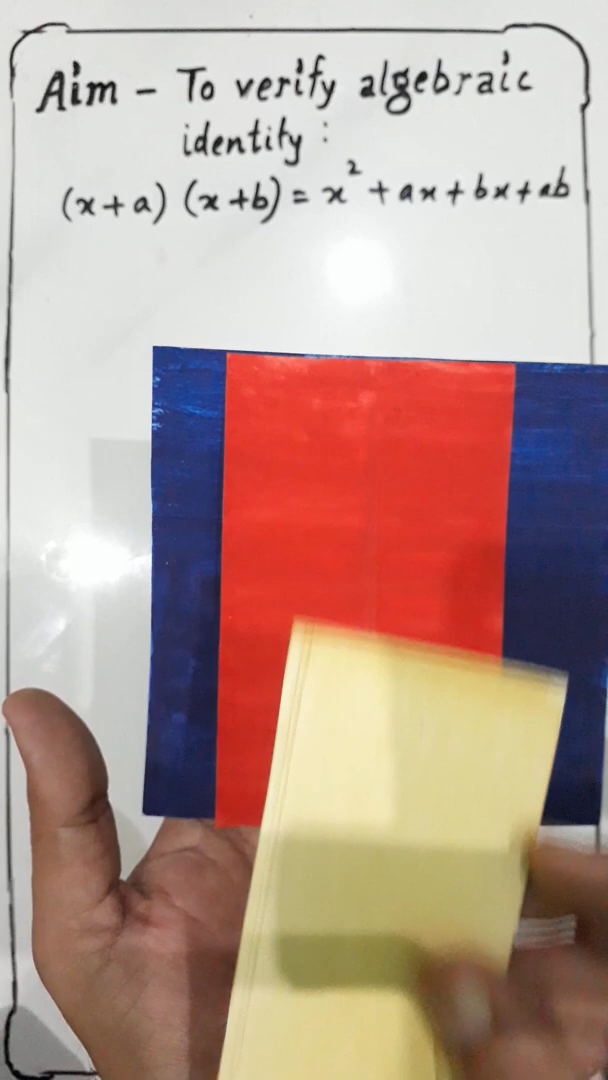 Aim - To verify algebraic
identity :
(x+a) (x+b) = x² + ax + bx + ab